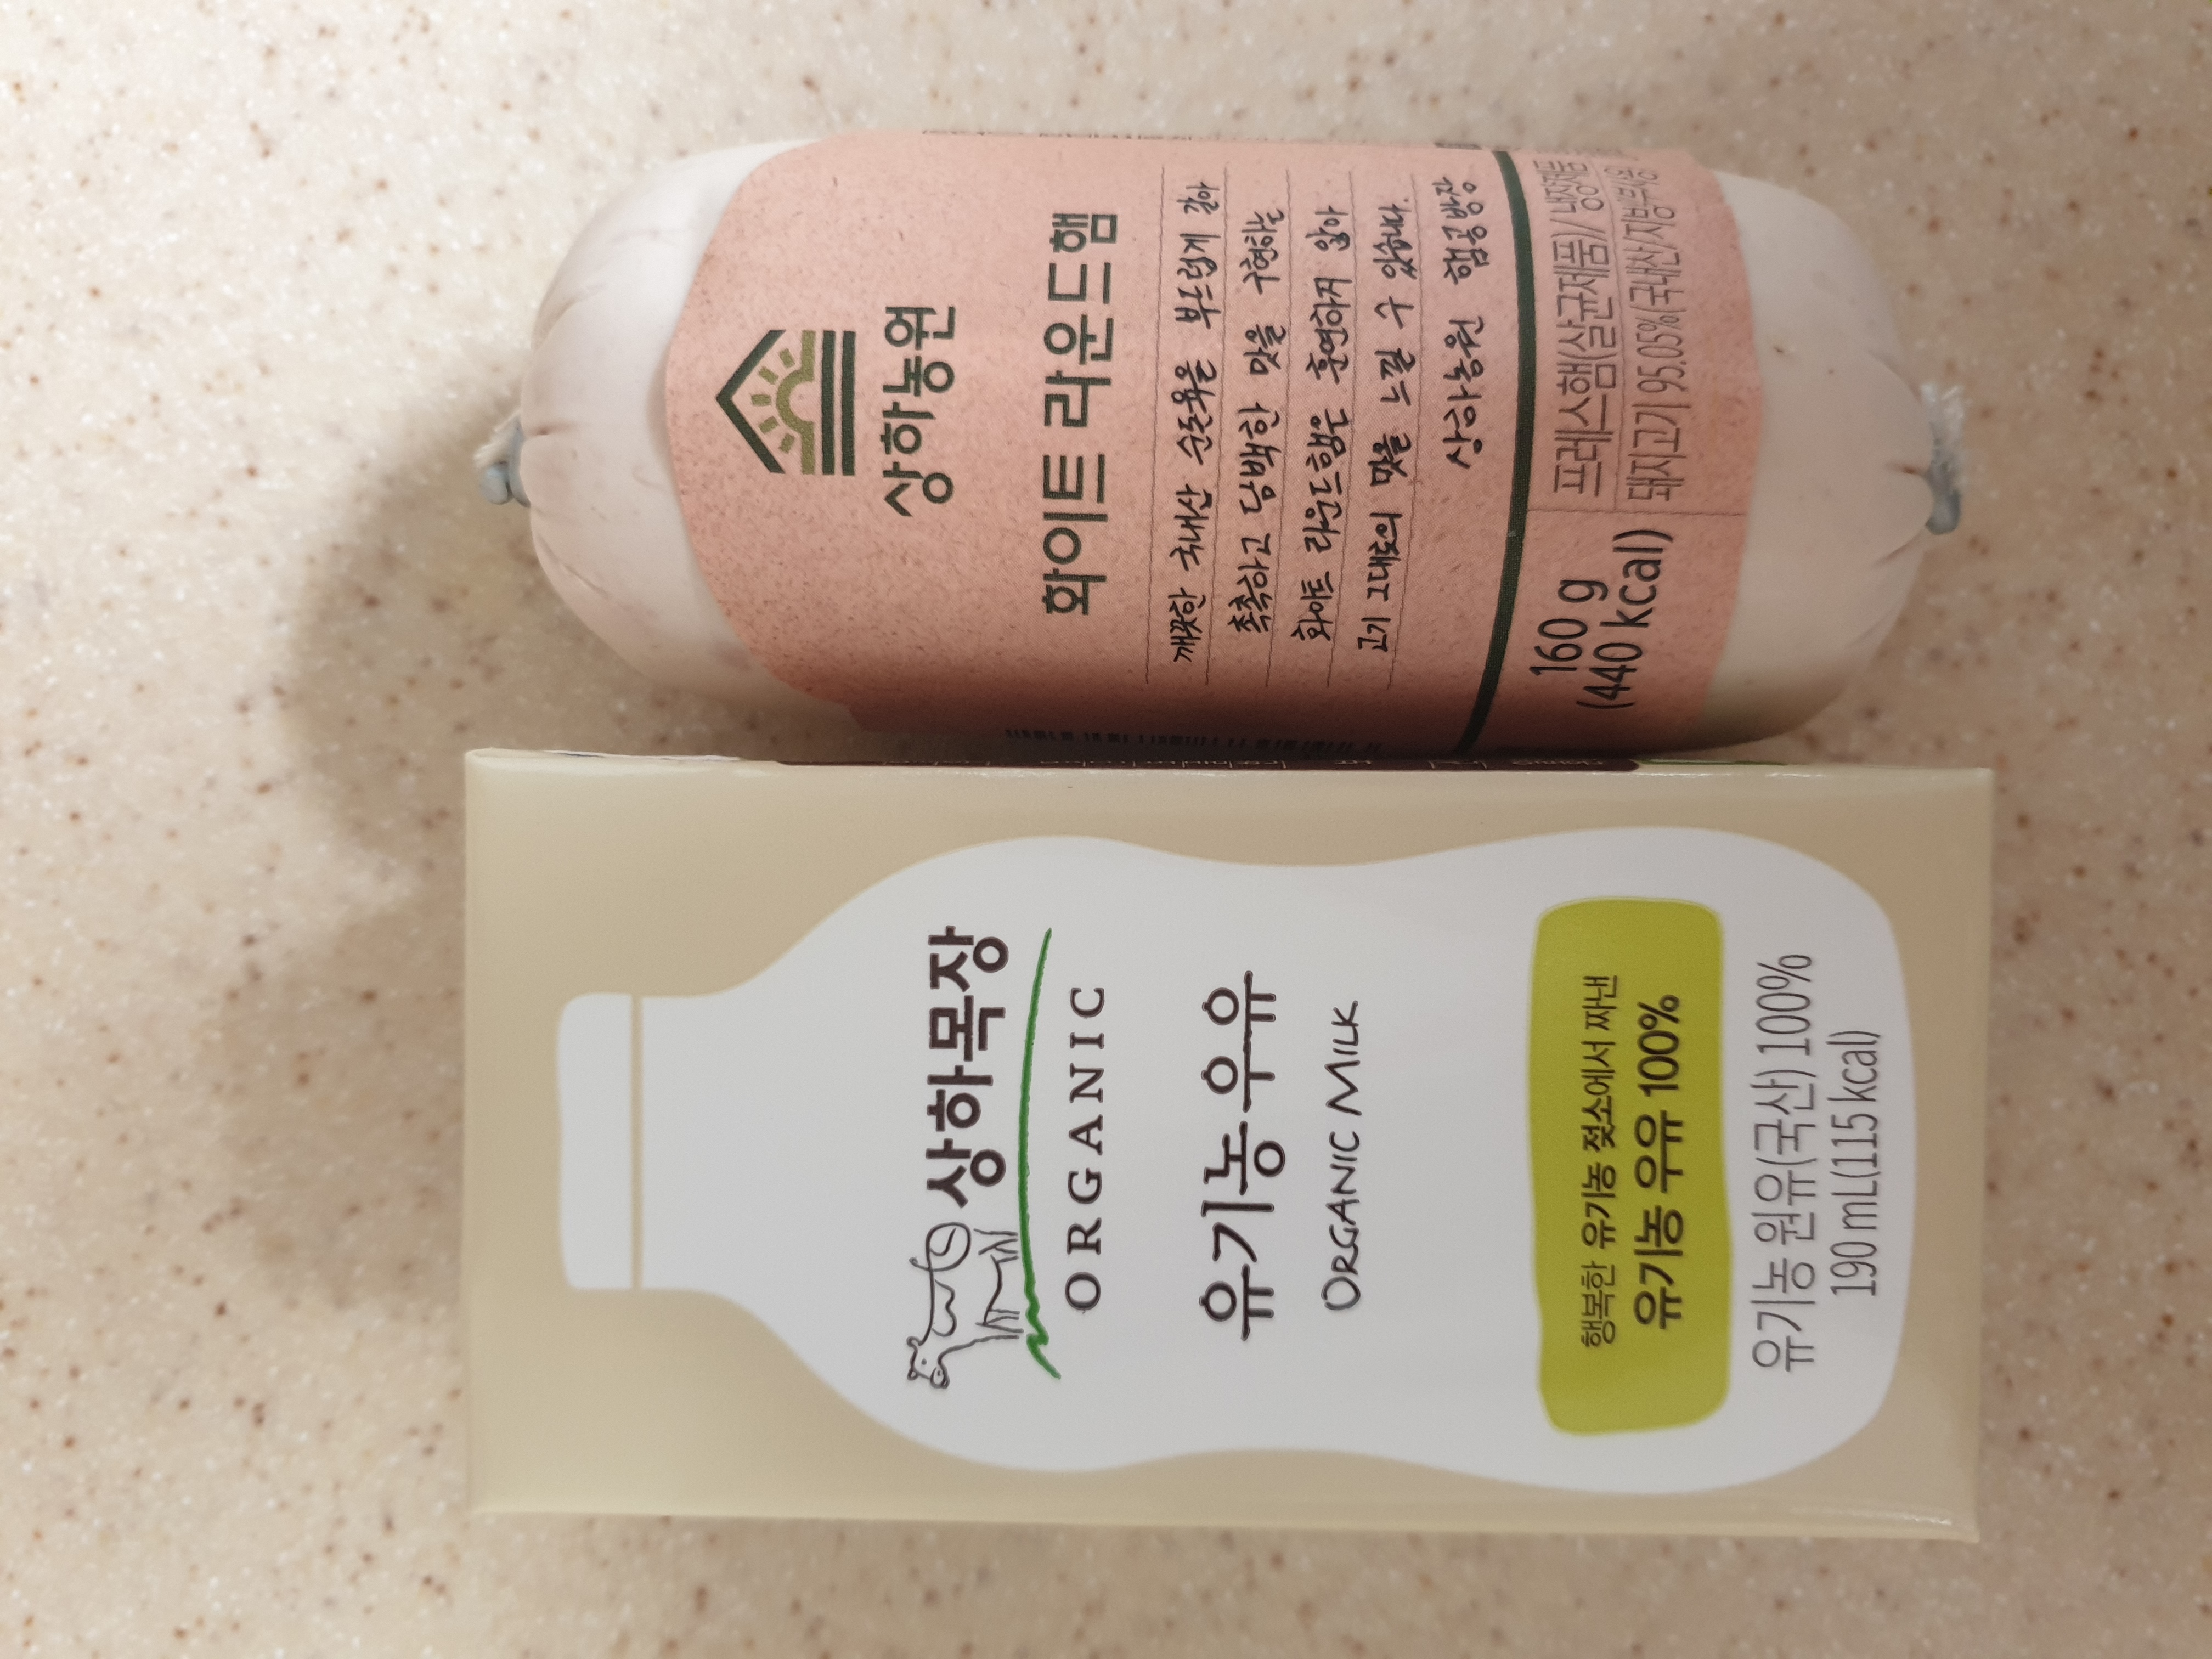 상하목장
ORGANIC
유기농 우유
ORGANIC MILK
행복한 유기농 젖소에서 짜낸
유기농 우유 100%
유기농 원유(국산) 100%
190 mL(115 kcal)
상하농원
화이트 라운드햄
깨끗한 국내산 순돈육을 부드럽게 갈아
촉촉하고 담백한 맛을 구현한
화이트 라운드햄은 훈연하지 않아
고기 그대로의 맛을 느낄 수 있습니다.
상하농원 햄공방장
160 g
(440 kcal)
프레스햄(살균제품)/냉장제품
돼지고기 95.05%(국내산/지방부사용